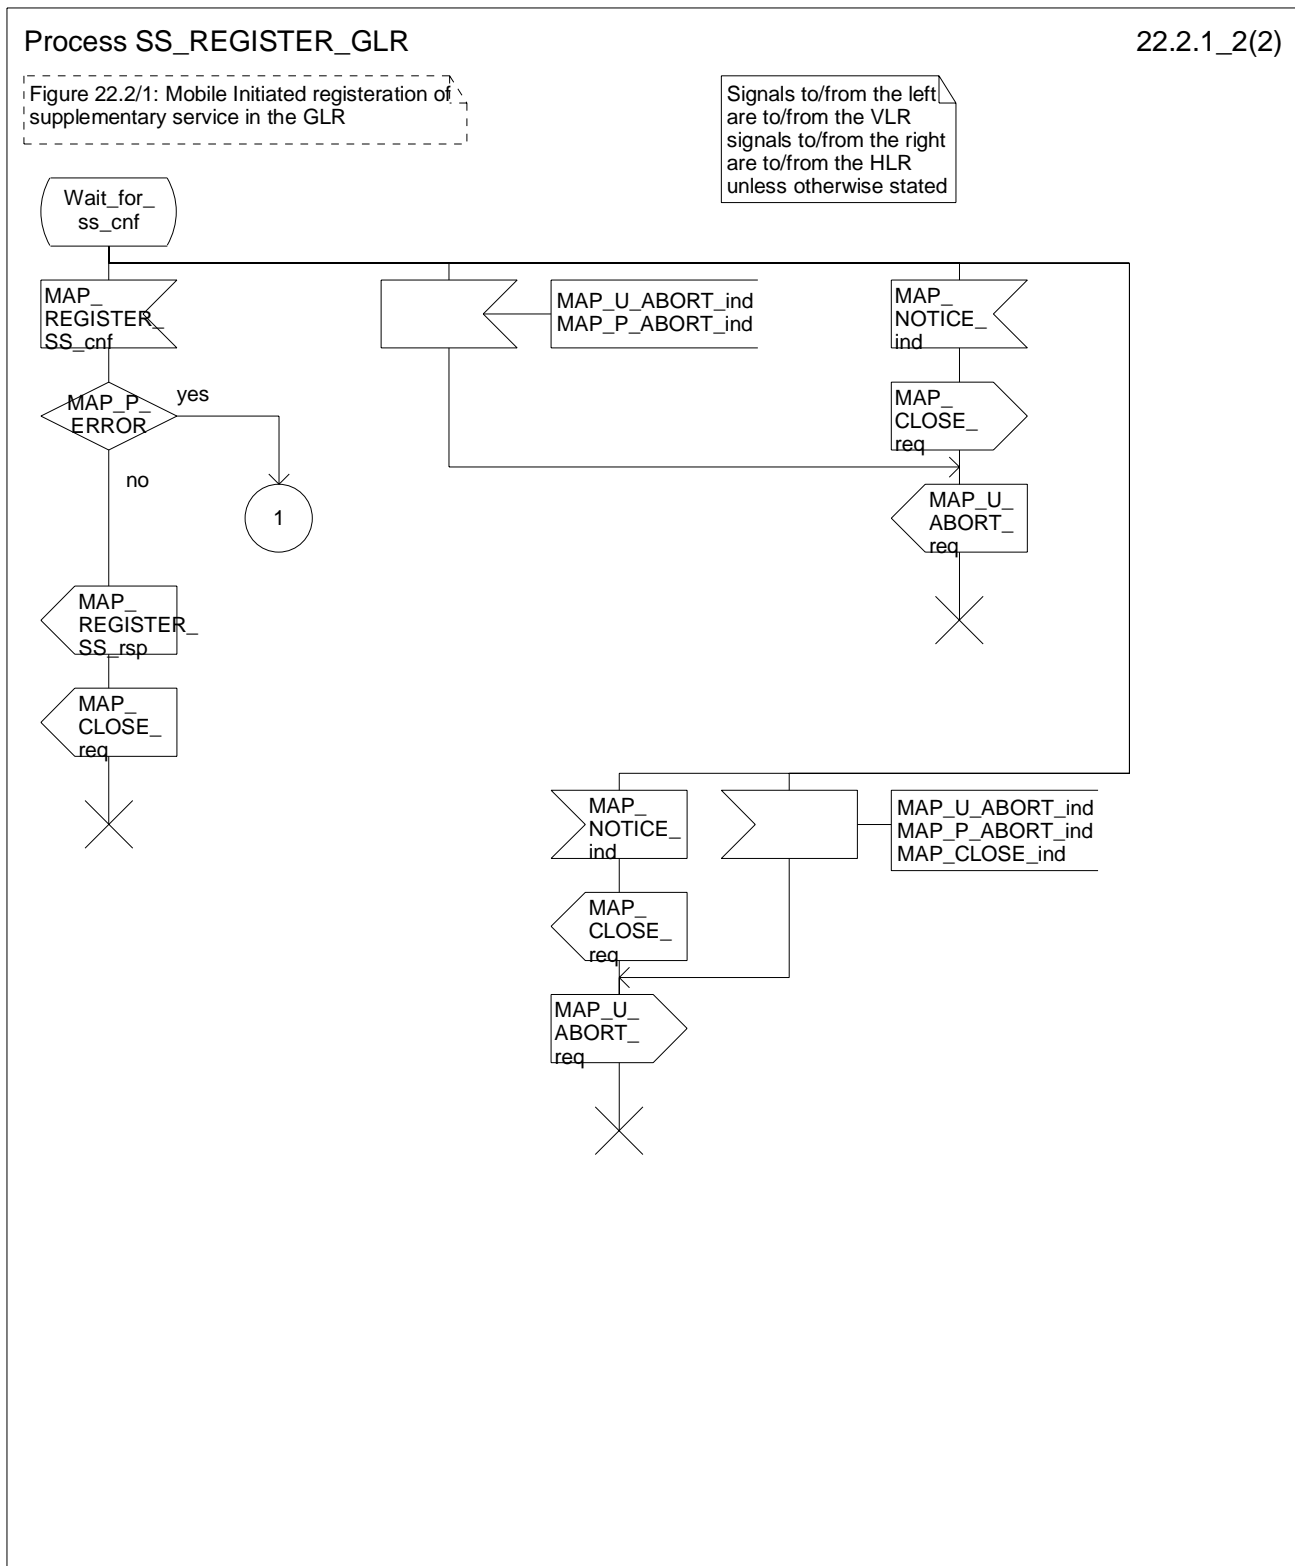 Process SS_REGISTER_GLR
22.2.1_2(2)
Figure 22.2/1: Mobile Initiated registeration of
supplementary service in the GLR
Signals to/from the left
are to/from the VLR
signals to/from the right
are to/from the HLR
unless otherwise stated
Wait_for_
ss_cnf
MAP_
REGISTER_
SS_cnf
MAP_U_ABORT_ind
MAP_P_ABORT_ind
MAP_
NOTICE_
ind
MAP_P_
ERROR
yes
no
1
MAP_
CLOSE_
req
MAP_U_
ABORT_
req
MAP_
REGISTER_
SS_rsp
MAP_
CLOSE_
req
MAP_
NOTICE_
ind
MAP_U_ABORT_ind
MAP_P_ABORT_ind
MAP_CLOSE_ind
MAP_
CLOSE_
req
MAP_U_
ABORT_
req